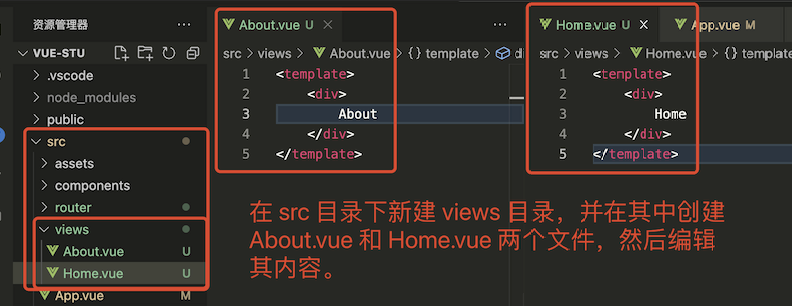 资源管理器
VUE-STU
.vscode
node_modules
public
src
assets
components
router
views
About.vue U
Home.vue U
App.vue M
About.vue U
src > views > About.vue > {} template > di
1 <template>
2 <div>
3 About
4 </div>
5 </template>
Home.vue U
App.vue M
src > views > Home.vue > {} template
1 <template>
2 <div>
3 Home
4 </div>
5 </template>
在 src 目录下新建 views 目录，并在其中创建
About.vue 和 Home.vue 两个文件，然后编辑
其内容。